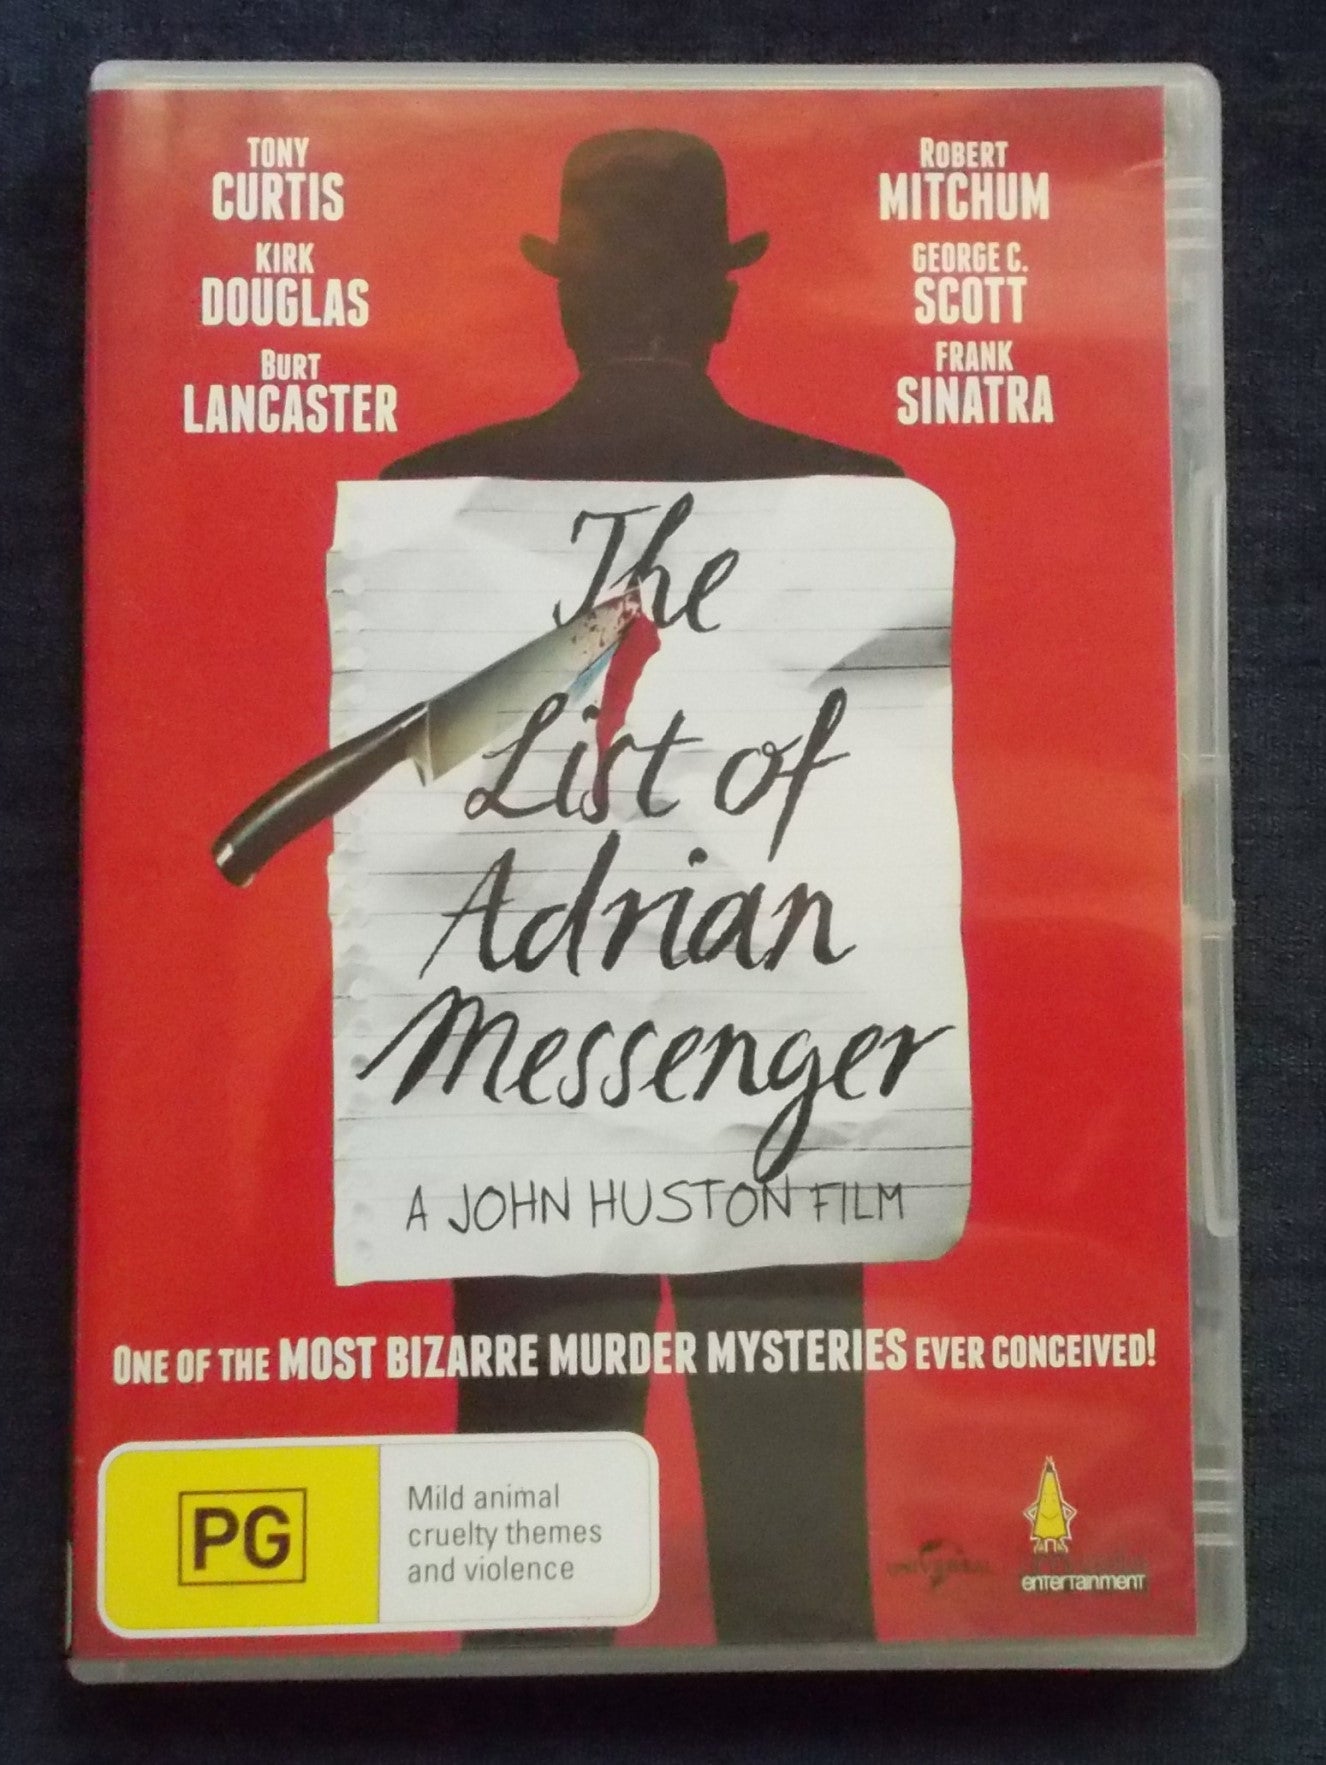 TONY
CURTIS
KIRK
DOUGLAS
BURT
LANCASTER
ROBERT
MITCHUM
GEORGE C.
SCOTT
FRANK
SINATRA
The
List of
Adrian
Messenger
A JOHN HUSTON FILM
ONE OF THE MOST BIZARRE MURDER MYSTERIES EVER CONCEIVED!
PG
Mild animal
cruelty themes
and violence
UNIVERSAL
entertainment